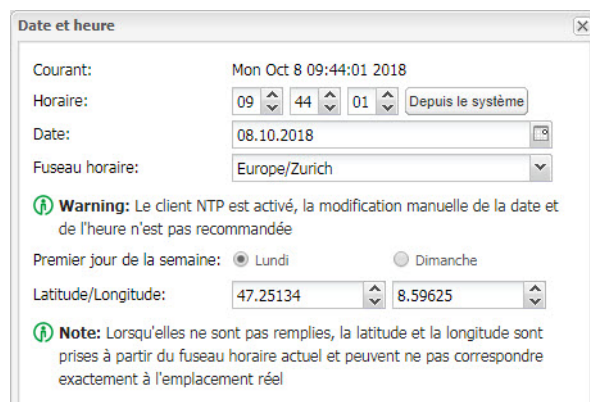 Date et heure
Courant: Mon Oct 8 09:44:01 2018
Horaire: 09 44 01 Depuis le système
Date: 08.10.2018
Fuseau horaire: Europe/Zurich
Warning: Le client NTP est activé, la modification manuelle de la date et
de l'heure n'est pas recommandée
Premier jour de la semaine: Lundi Dimanche
Latitude/Longitude: 47.25134 8.59625
Note: Lorsqu'elles ne sont pas remplies, la latitude et la longitude sont
prises à partir du fuseau horaire actuel et peuvent ne pas correspondre
exactement à l'emplacement réel